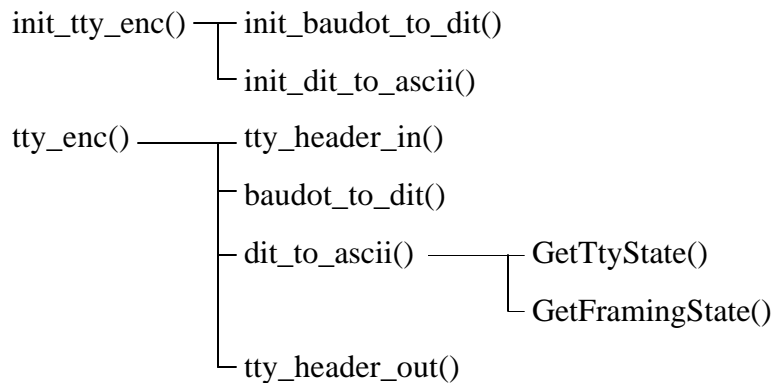 init_tty_enc() init_baudot_to_dit()
init_dit_to_ascii()
tty_enc() tty_header_in()
baudot_to_dit()
dit_to_ascii() GetTtyState()
GetFramingState()
tty_header_out()